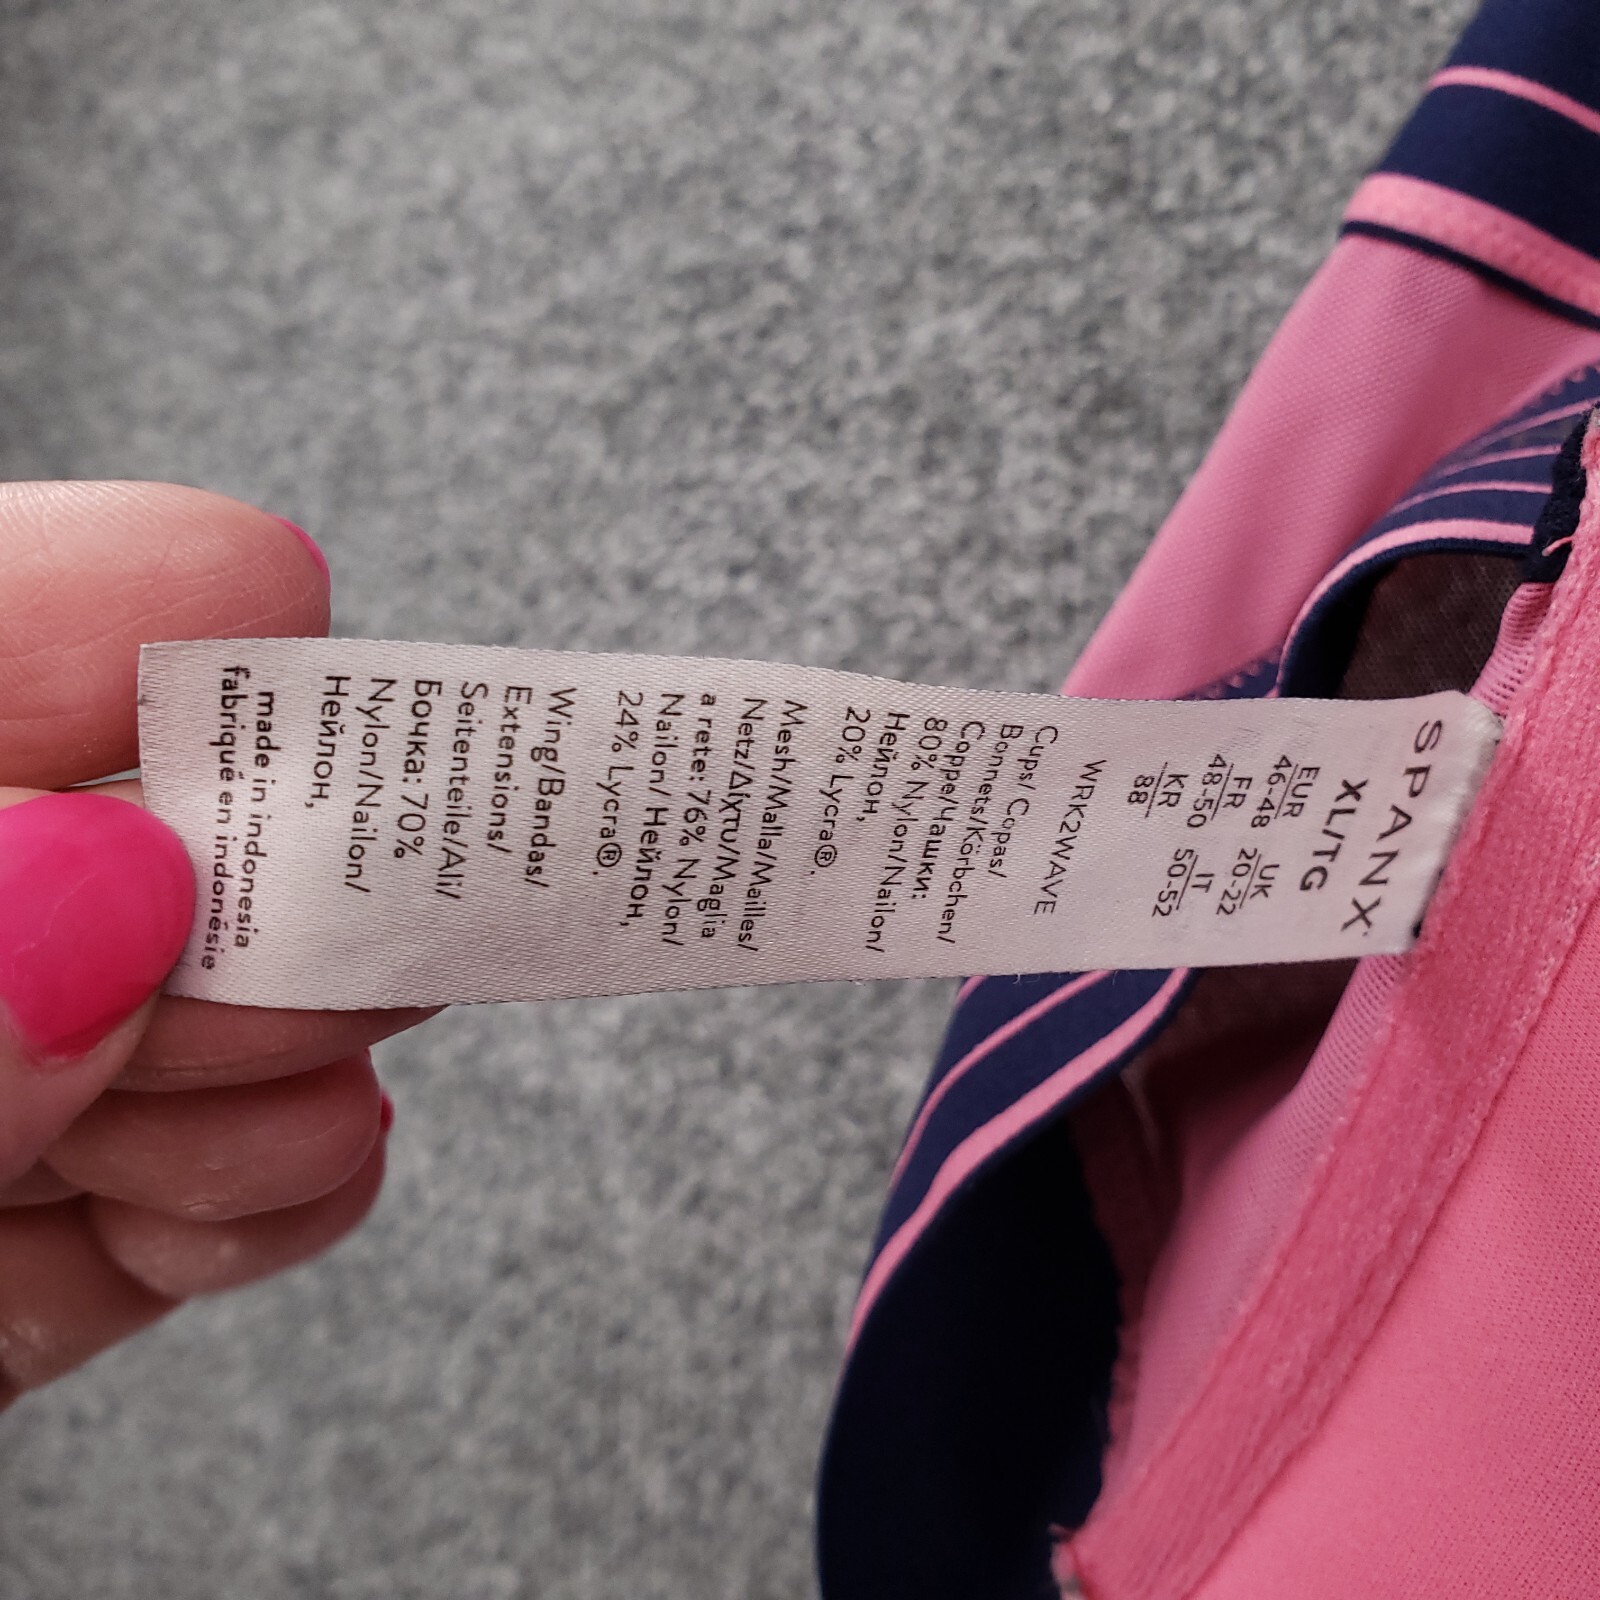 SPANX
XL/TG
EUR
46-48
UK
20-22
FR
48-50
IT
50-52
KR
88
WRK2WAVE
Cups/ Copas/
Bonnets/Körbchen/
Coppe/Чашки:
80% Nylon/Nailon/
Нейлон,
20% Lycra®.
Mesh/Malla/Mailles/
Netz/Δίχτυ/Maglia
a rete: 76% Nylon/
Nailon/ Нейлон,
24% Lycra®.
Wing/Bandas/
Extensions/
Seitenteile/Ali/
Бочка: 70%
Nylon/Nailon/
Нейлон,
made in indonesia
fabriqué en indonésie